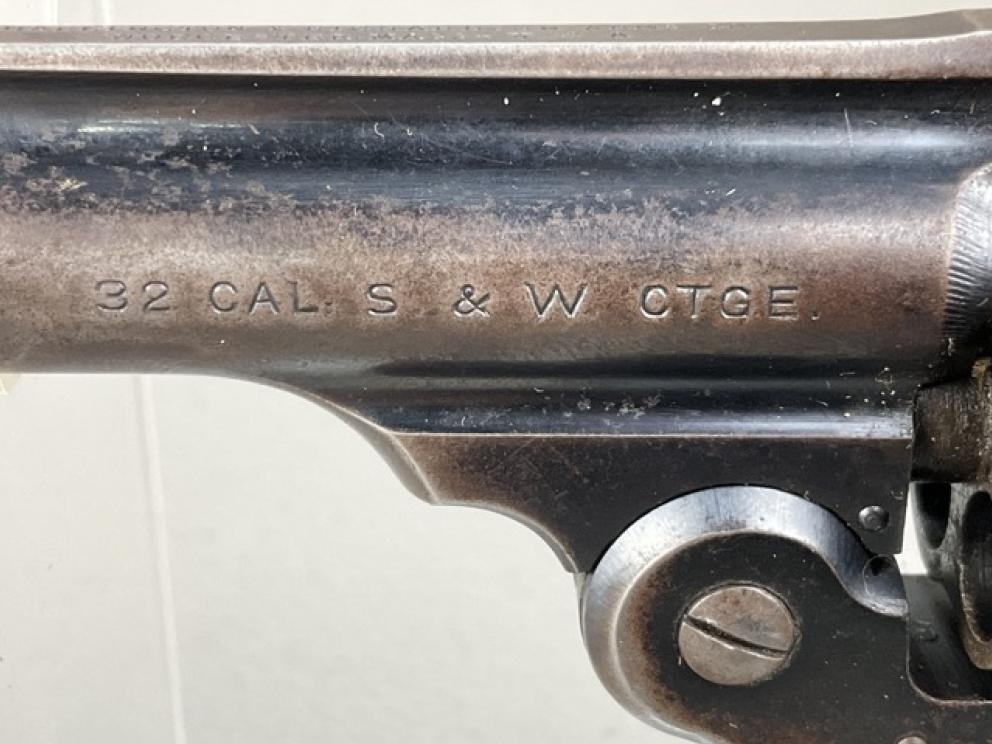 32 CAL. S & W CTGE.